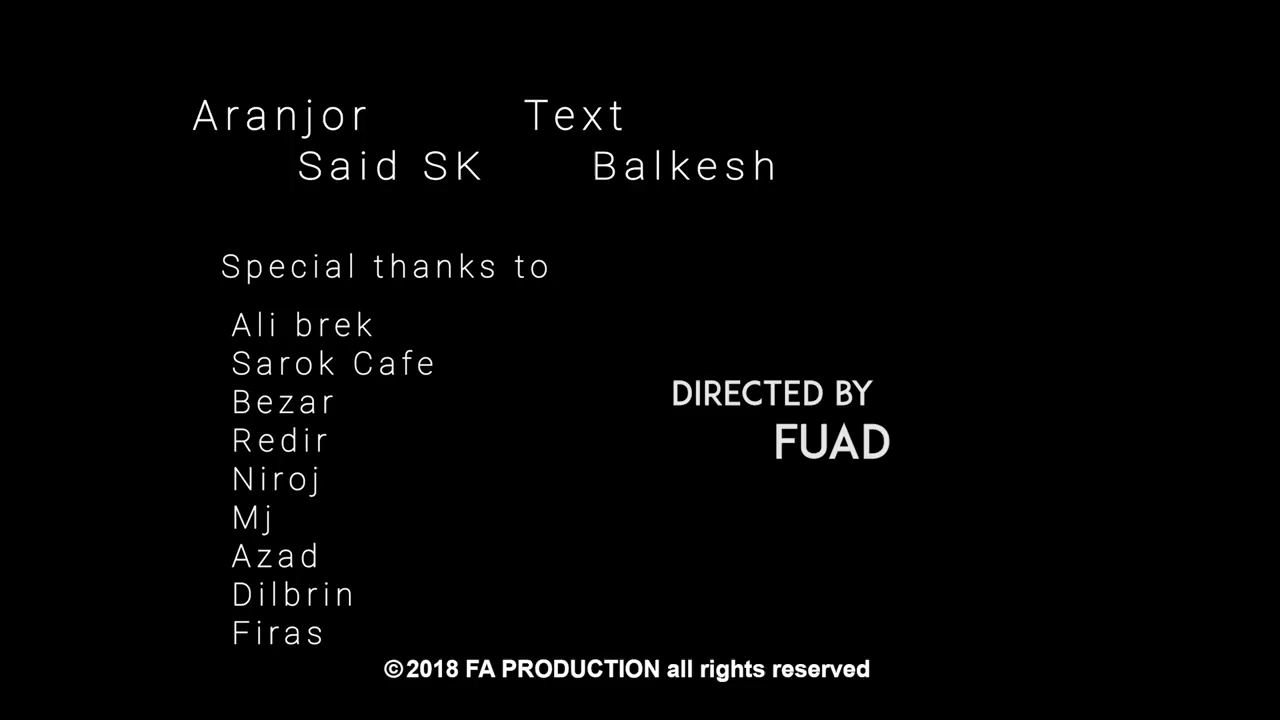 Aranjor Text
Said SK Balkesh
Special thanks to
Ali brek
Sarok Cafe
Bezar
Redir
Niroj
Mj
Azad
Dilbrin
Firas
DIRECTED BY
FUAD
©2018 FA PRODUCTION all rights reserved